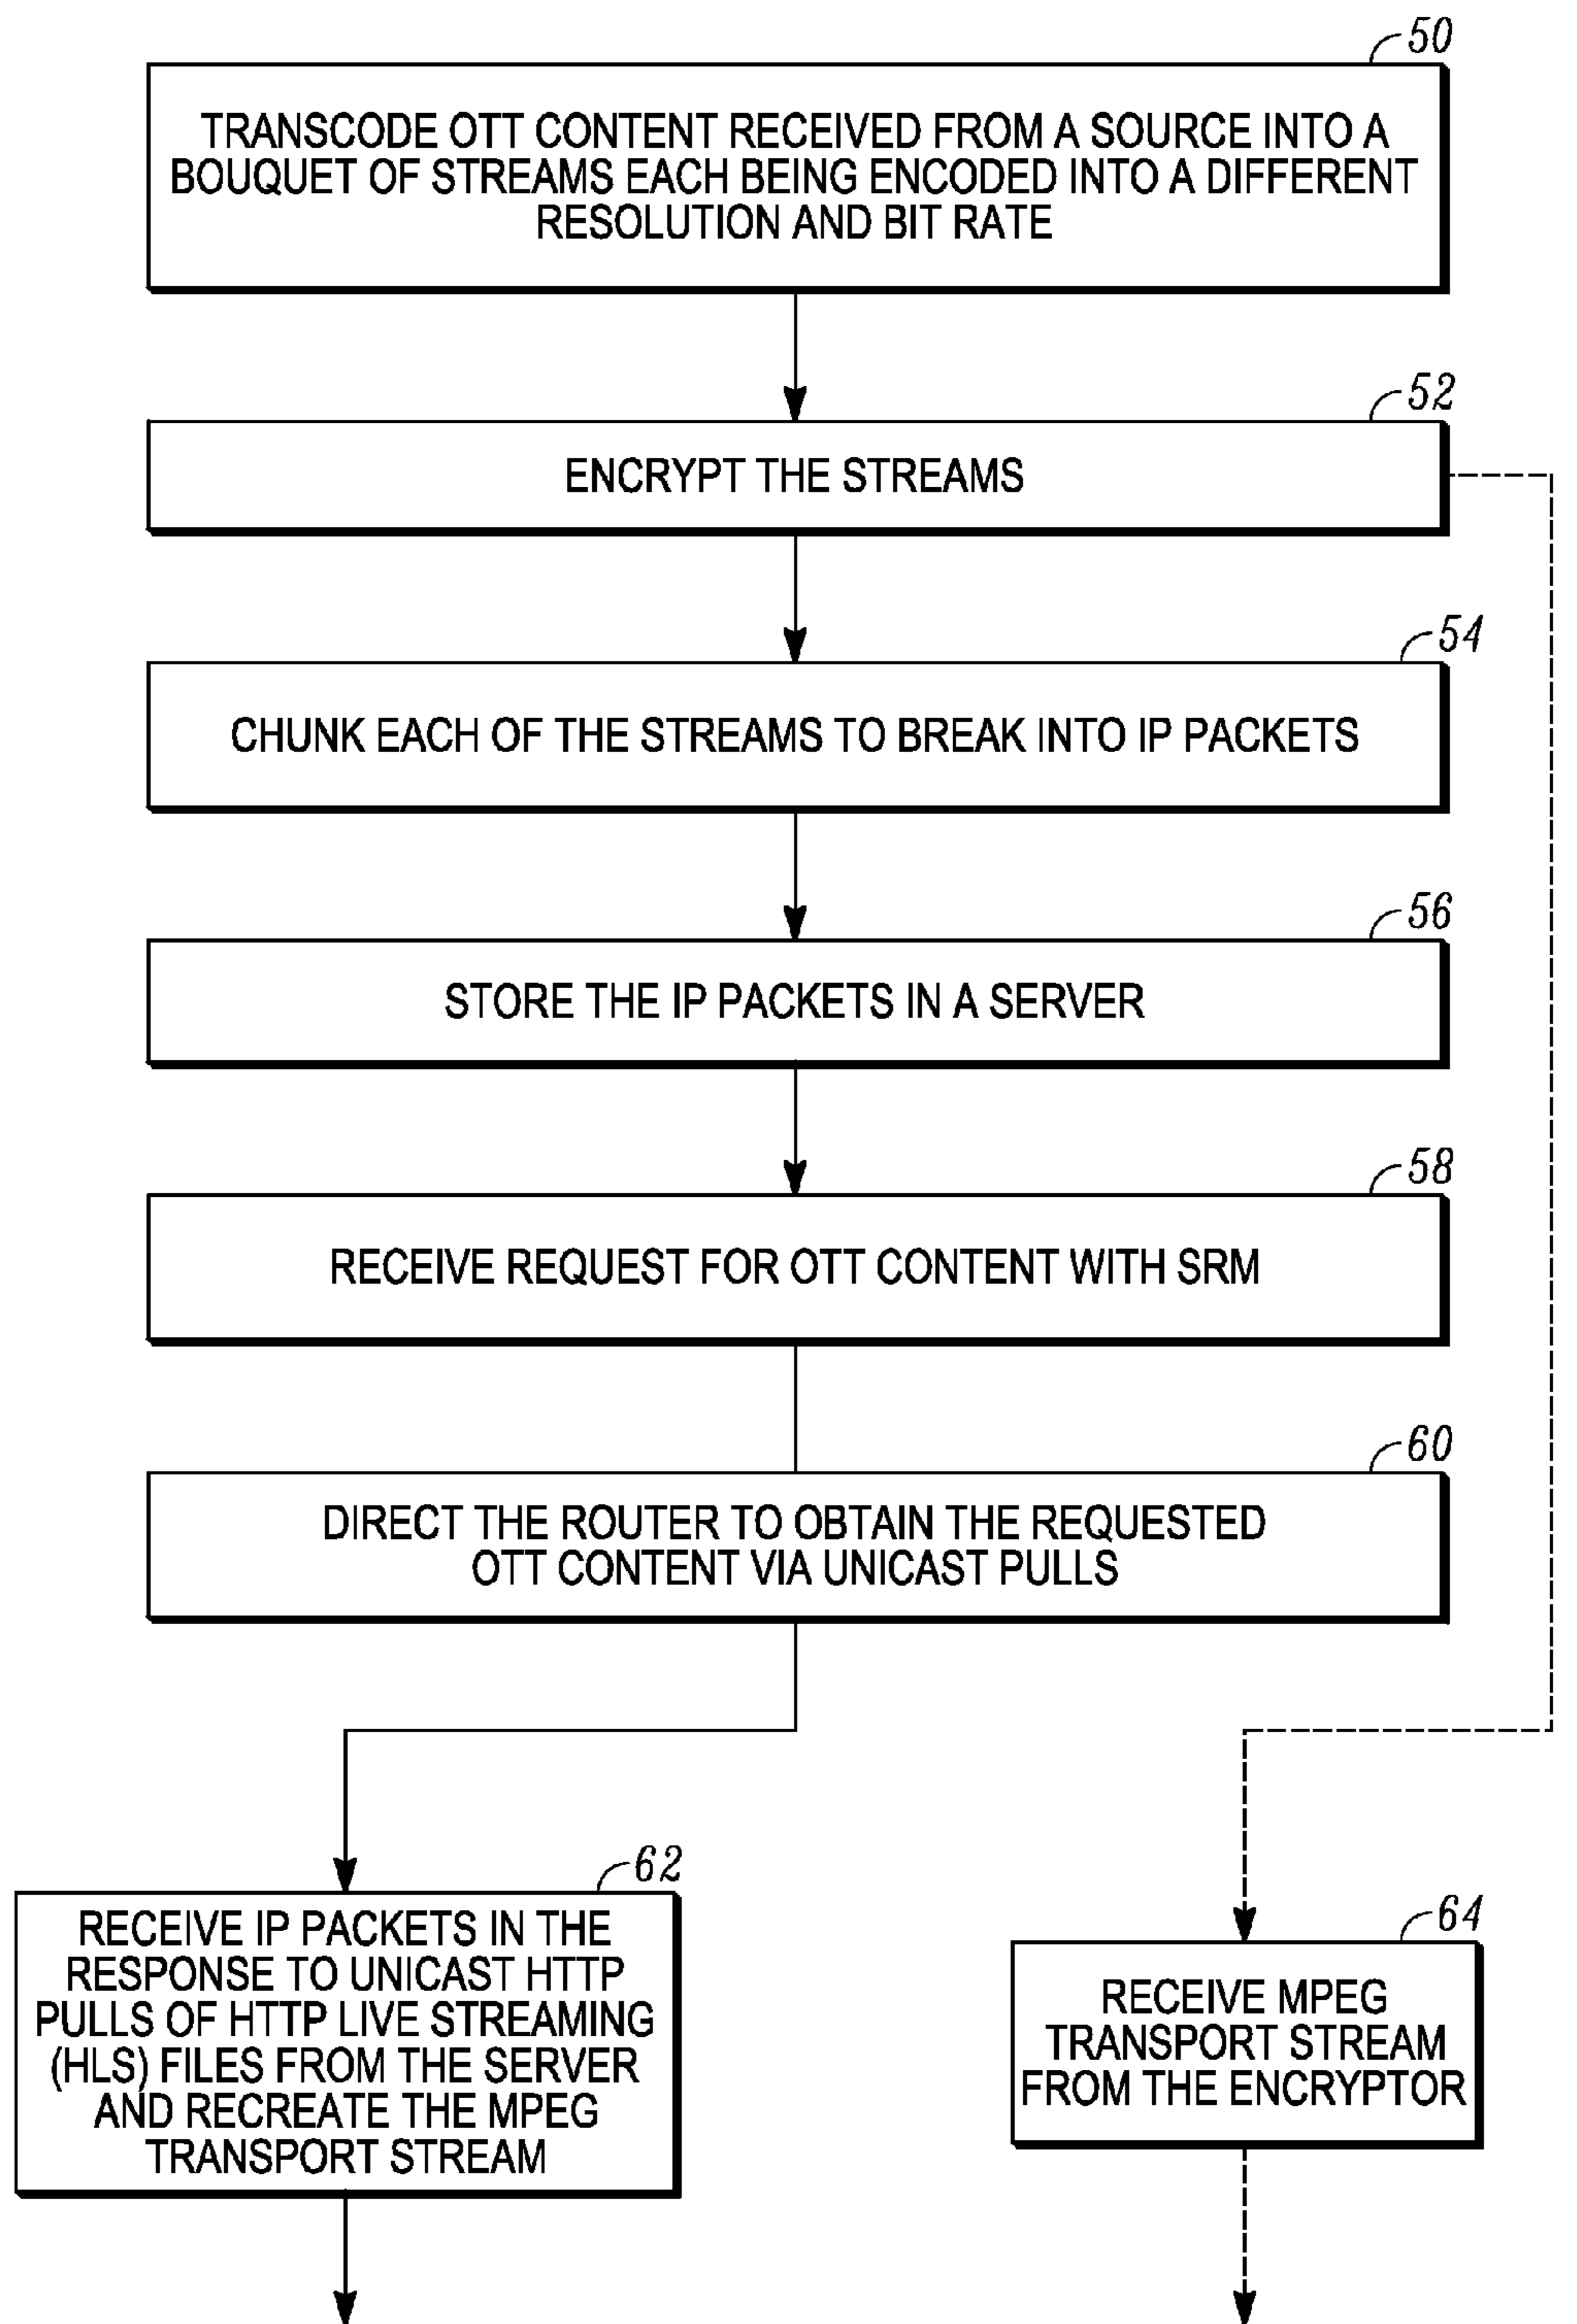 50
TRANSCODE OTT CONTENT RECEIVED FROM A SOURCE INTO A
BOUQUET OF STREAMS EACH BEING ENCODED INTO A DIFFERENT
RESOLUTION AND BIT RATE
52
ENCRYPT THE STREAMS
54
CHUNK EACH OF THE STREAMS TO BREAK INTO IP PACKETS
56
STORE THE IP PACKETS IN A SERVER
58
RECEIVE REQUEST FOR OTT CONTENT WITH SRM
60
DIRECT THE ROUTER TO OBTAIN THE REQUESTED
OTT CONTENT VIA UNICAST PULLS
62
RECEIVE IP PACKETS IN THE
RESPONSE TO UNICAST HTTP
PULLS OF HTTP LIVE STREAMING
(HLS) FILES FROM THE SERVER
AND RECREATE THE MPEG
TRANSPORT STREAM
64
RECEIVE MPEG
TRANSPORT STREAM
FROM THE ENCRYPTOR